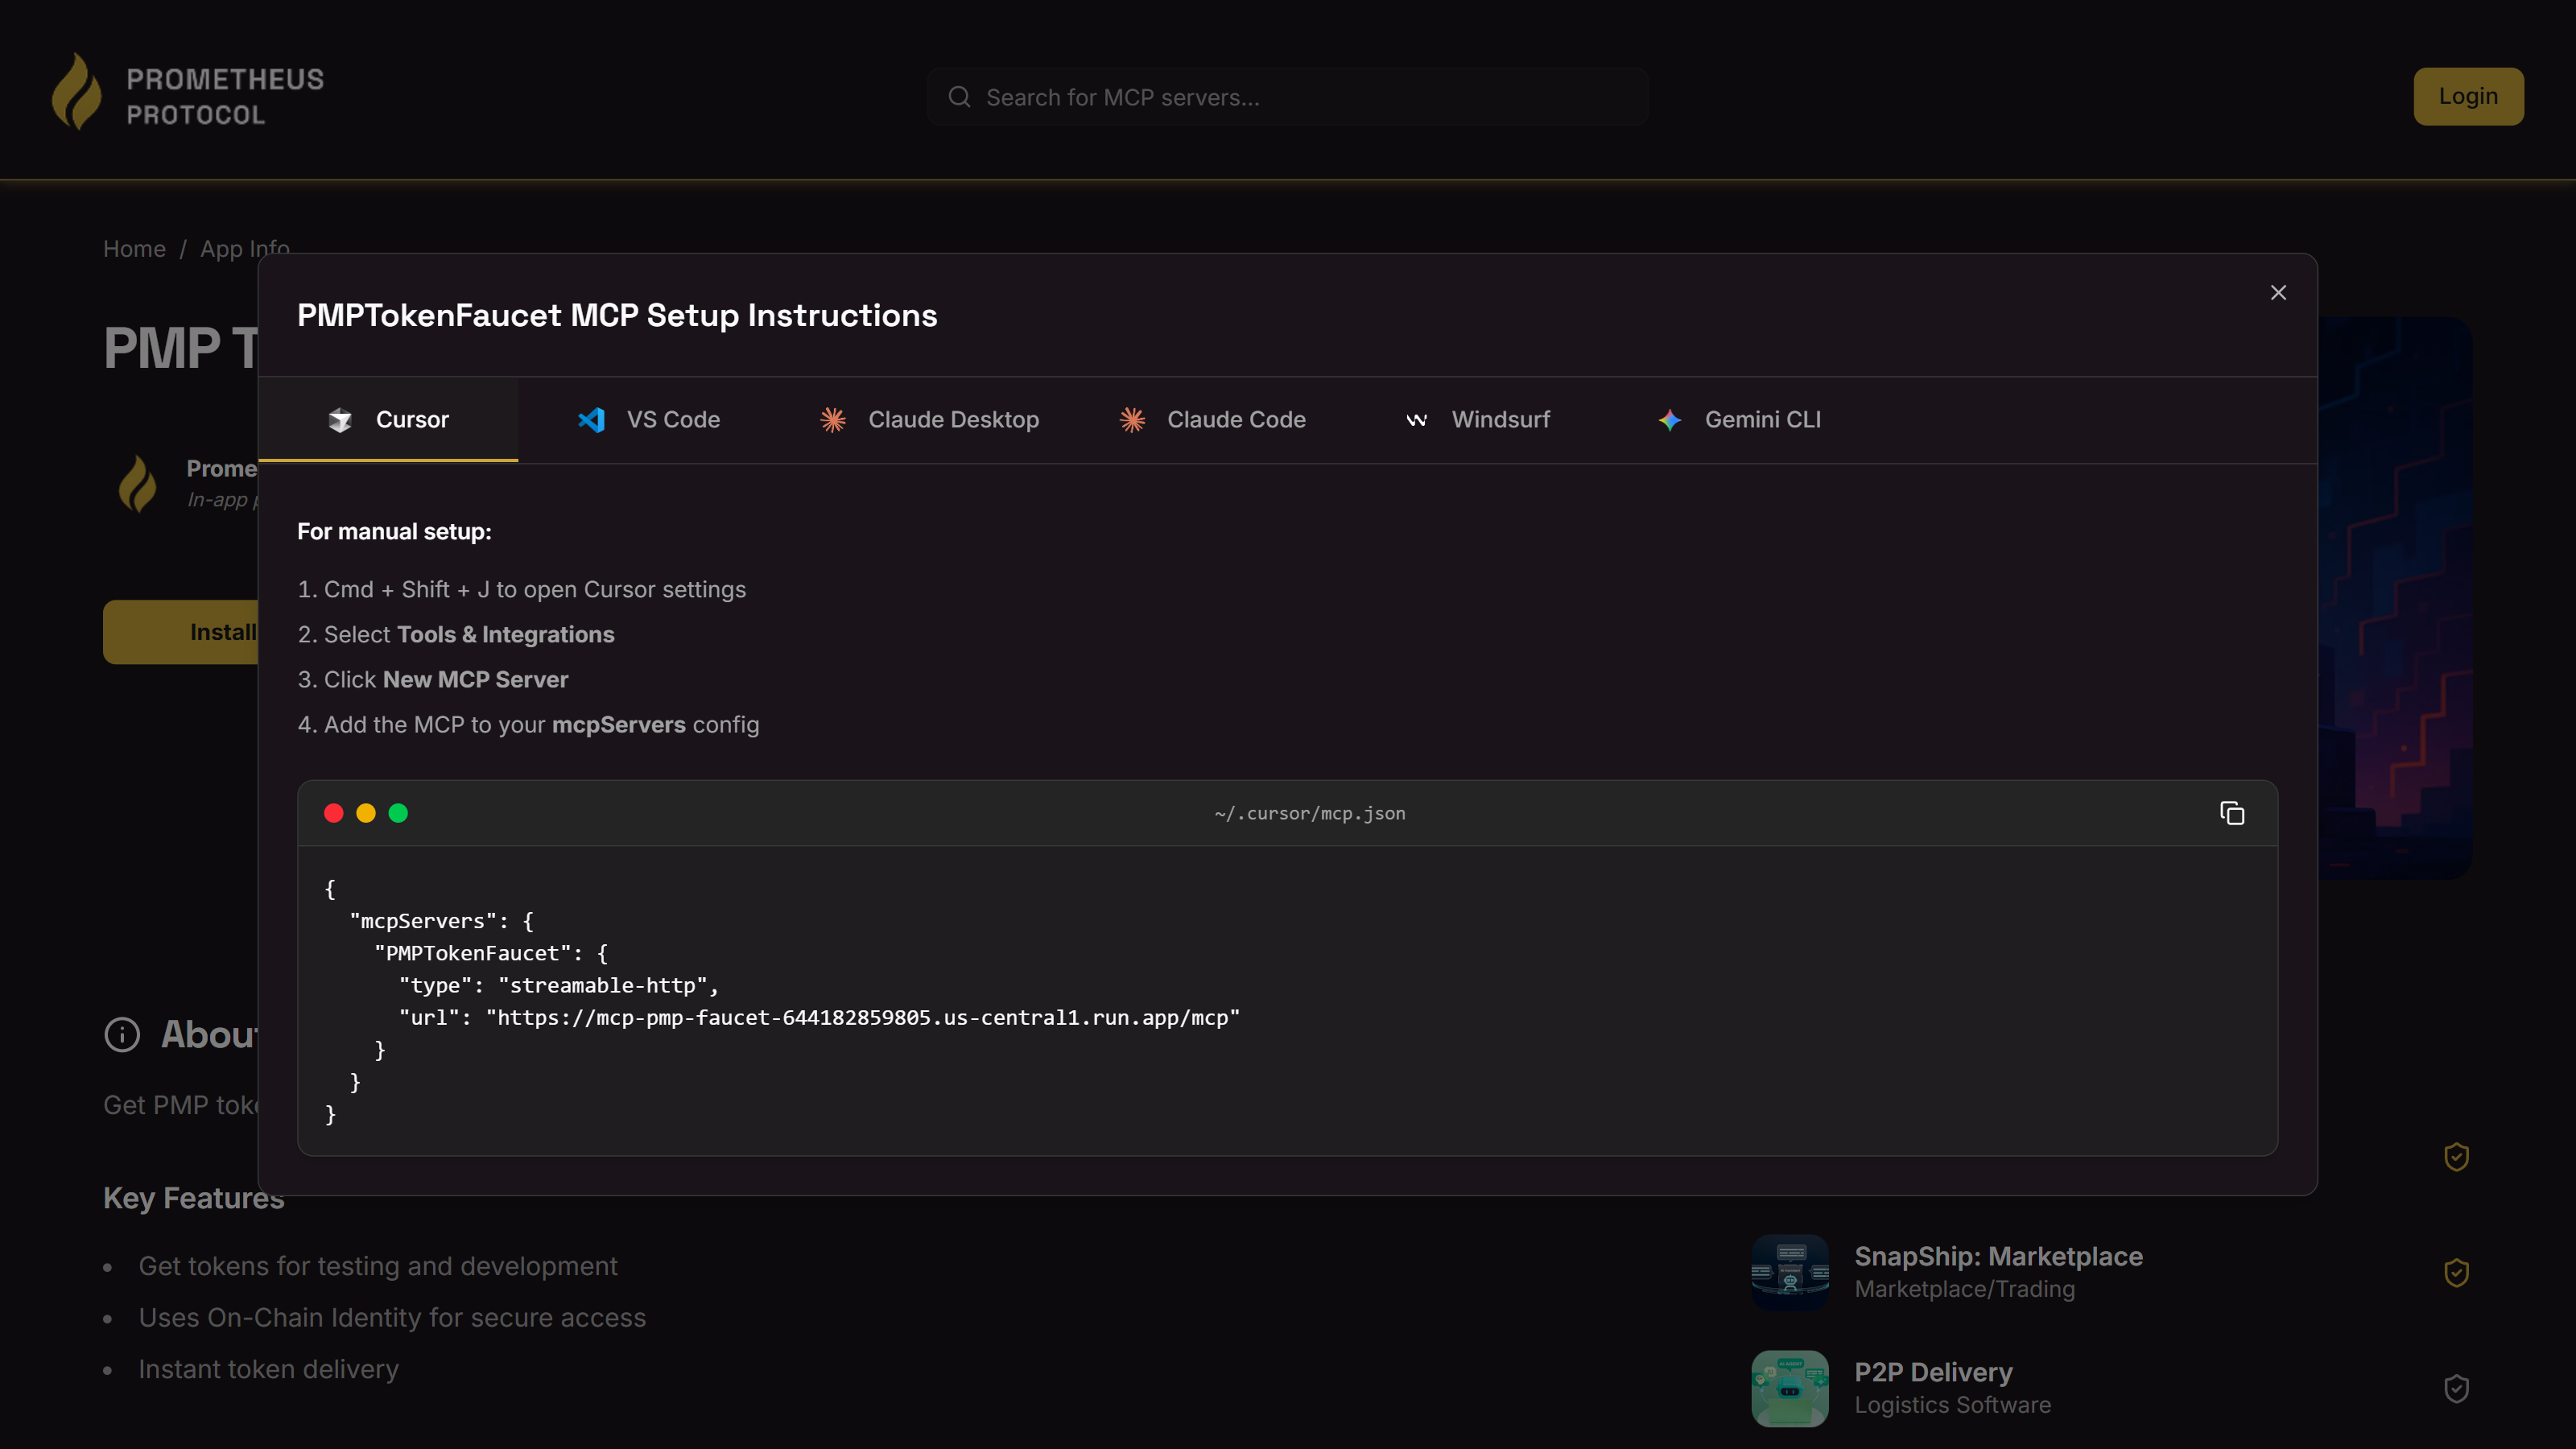 PROMETHEUS
PROTOCOL
Search for MCP servers...
Login
Home / App Info
PMP T
Prome
In-app
Install
PMPTokenFaucet MCP Setup Instructions
Cursor
VS Code
Claude Desktop
Claude Code
Windsurf
Gemini CLI
For manual setup:
1. Cmd + Shift + J to open Cursor settings
2. Select Tools & Integrations
3. Click New MCP Server
4. Add the MCP to your mcpServers config
~/.cursor/mcp.json
{
"mcpServers": {
"PMPTokenFaucet": {
"type": "streamable-http",
"url": "https://mcp-pmp-faucet-644182859805.us-central1.run.app/mcp"
}
}
}
Abou
Get PMP toke
Key Features
• Get tokens for testing and development
• Uses On-Chain Identity for secure access
• Instant token delivery
SnapShip: Marketplace
Marketplace/Trading
P2P Delivery
Logistics Software